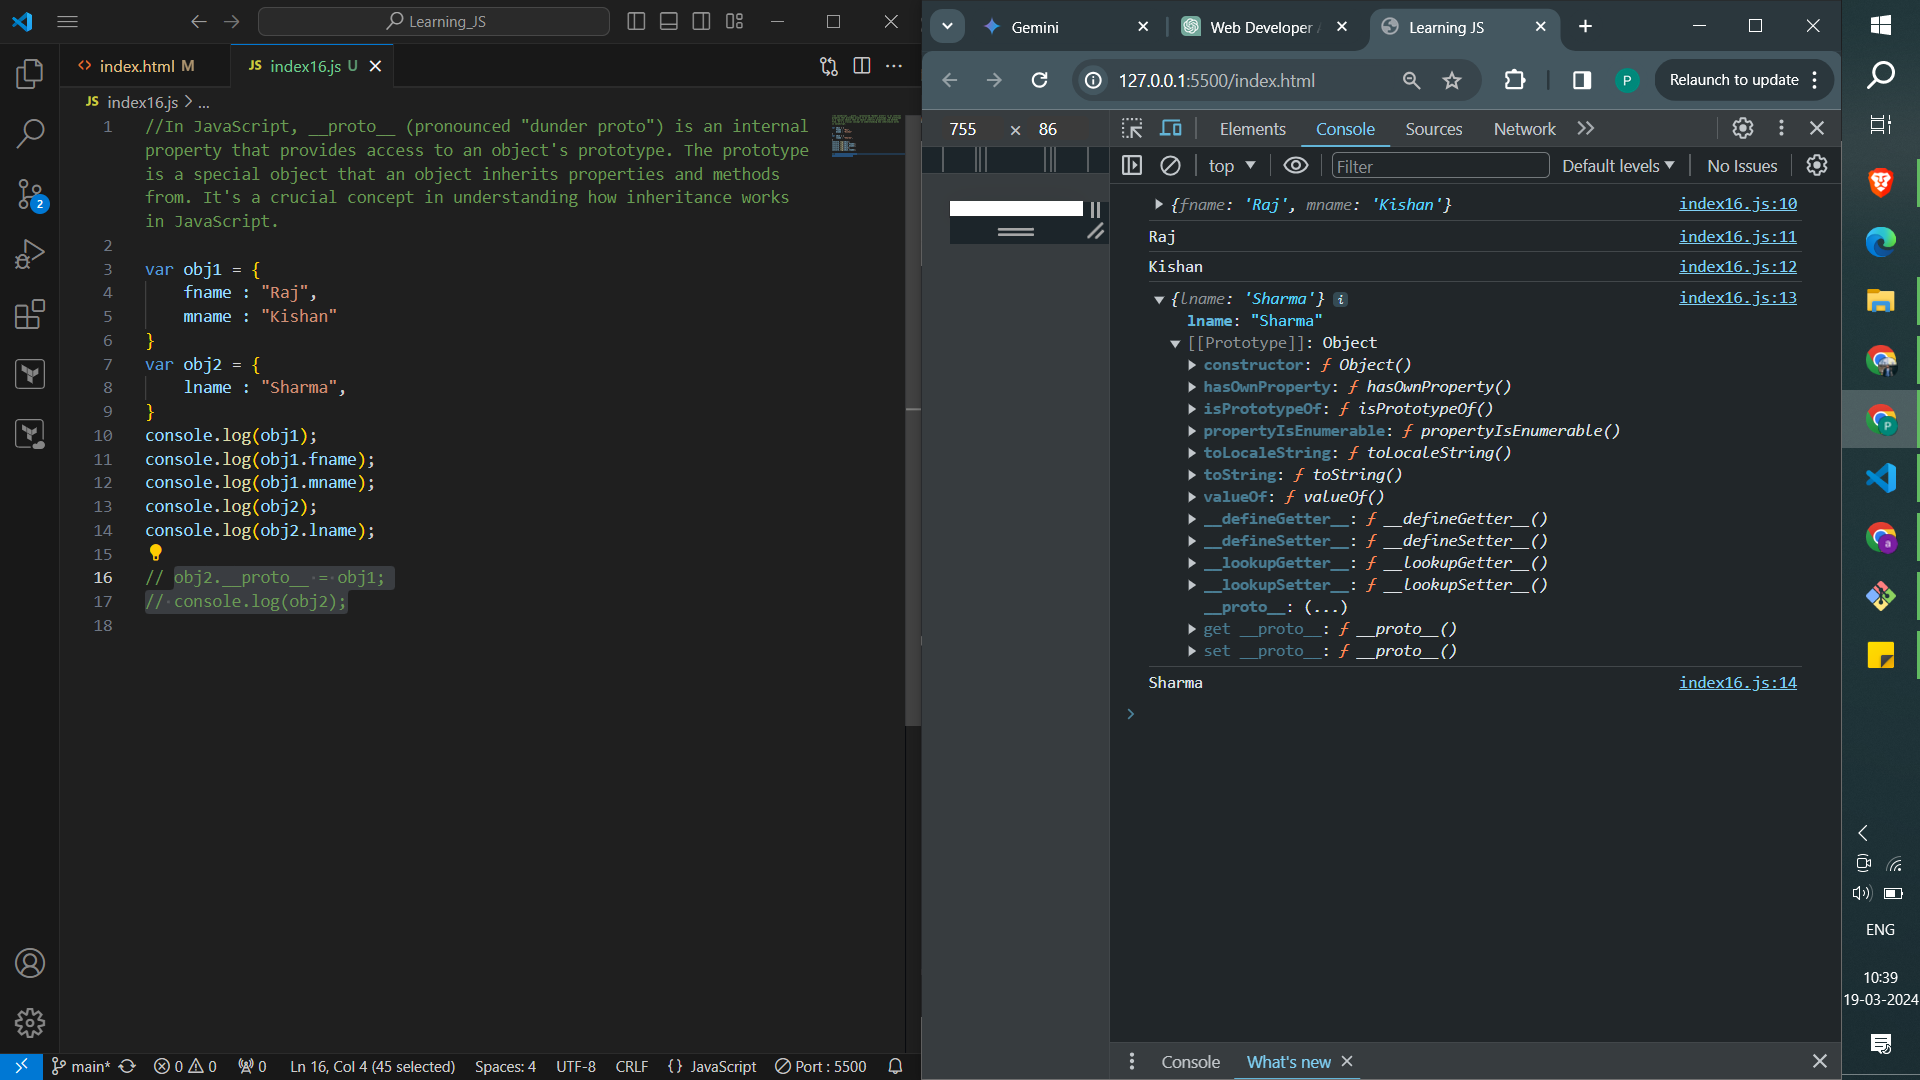 Learning_JS
index.html M
JS index16.js U
JS index16.js > ...
1 //In JavaScript, __proto__ (pronounced "dunder proto") is an internal
property that provides access to an object's prototype. The prototype
is a special object that an object inherits properties and methods
from. It's a crucial concept in understanding how inheritance works
in JavaScript.
2
3 var obj1 = {
4 fname : "Raj",
5 mname : "Kishan"
6 }
7 var obj2 = {
8 lname : "Sharma",
9 }
10 console.log(obj1);
11 console.log(obj1.fname);
12 console.log(obj1.mname);
13 console.log(obj2);
14 console.log(obj2.lname);
15
16 // obj2.__proto__ = obj1;
17 // console.log(obj2);
18
2
main* 0 0 0 Ln 16, Col 4 (45 selected) Spaces: 4 UTF-8 CRLF {} JavaScript Port : 5500
Gemini
Web Developer
Learning JS
127.0.0.1:5500/index.html
P
Relaunch to update
755 × 86
Elements Console Sources Network
top Filter Default levels No Issues
{fname: 'Raj', mname: 'Kishan'} index16.js:10
Raj index16.js:11
Kishan index16.js:12
{lname: 'Sharma'} i index16.js:13
lname: "Sharma"
[[Prototype]]: Object
constructor: ƒ Object()
hasOwnProperty: ƒ hasOwnProperty()
isPrototypeOf: ƒ isPrototypeOf()
propertyIsEnumerable: ƒ propertyIsEnumerable()
toLocaleString: ƒ toLocaleString()
toString: ƒ toString()
valueOf: ƒ valueOf()
__defineGetter__: ƒ __defineGetter__()
__defineSetter__: ƒ __defineSetter__()
__lookupGetter__: ƒ __lookupGetter__()
__lookupSetter__: ƒ __lookupSetter__()
__proto__: (...)
get __proto__: ƒ __proto__()
set __proto__: ƒ __proto__()
Sharma index16.js:14
Console What's new
P
a
ENG
10:39
19-03-2024